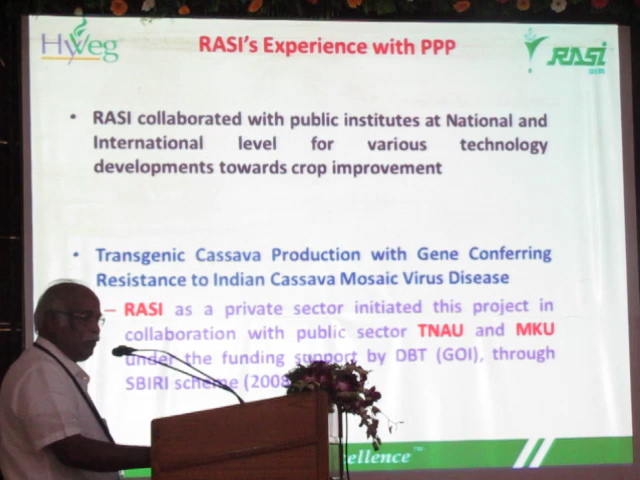 HyVeg
RASI's Experience with PPP
RASI
• RASI collaborated with public institutes at National and
International level for various technology
developments towards crop improvement
• Transgenic Cassava Production with Gene Conferring
Resistance to Indian Cassava Mosaic Virus Disease
– RASI as a private sector initiated this project in
collaboration with public sector TNAU and MKU
under the funding support by DBT (GOI), through
SBIRI scheme (2008
ellence™